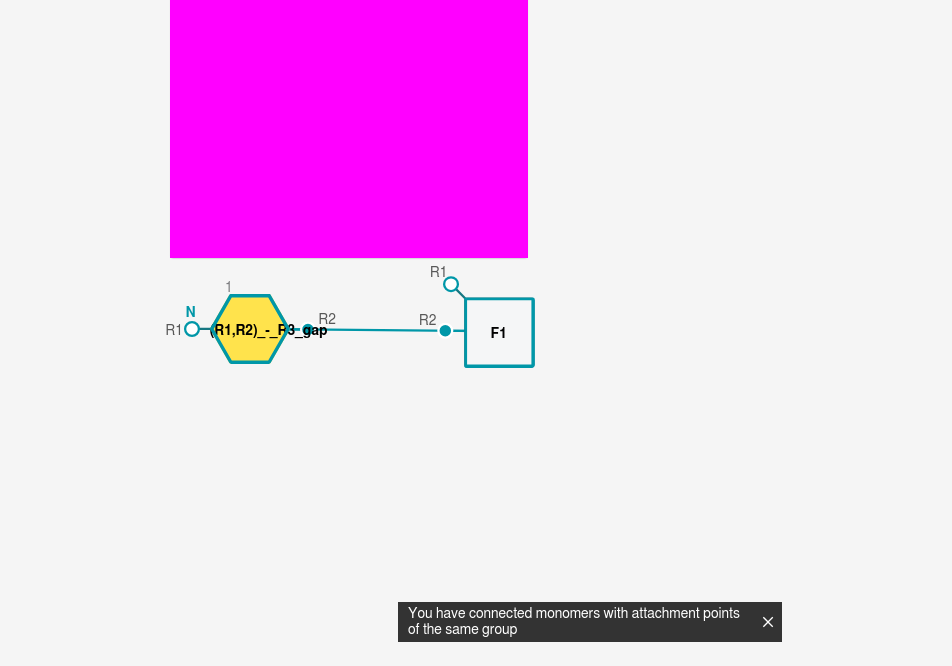 R1
1
N
R1
(R1,R2)_-_R3_gap
R2
R2
F1
You have connected monomers with attachment points
of the same group